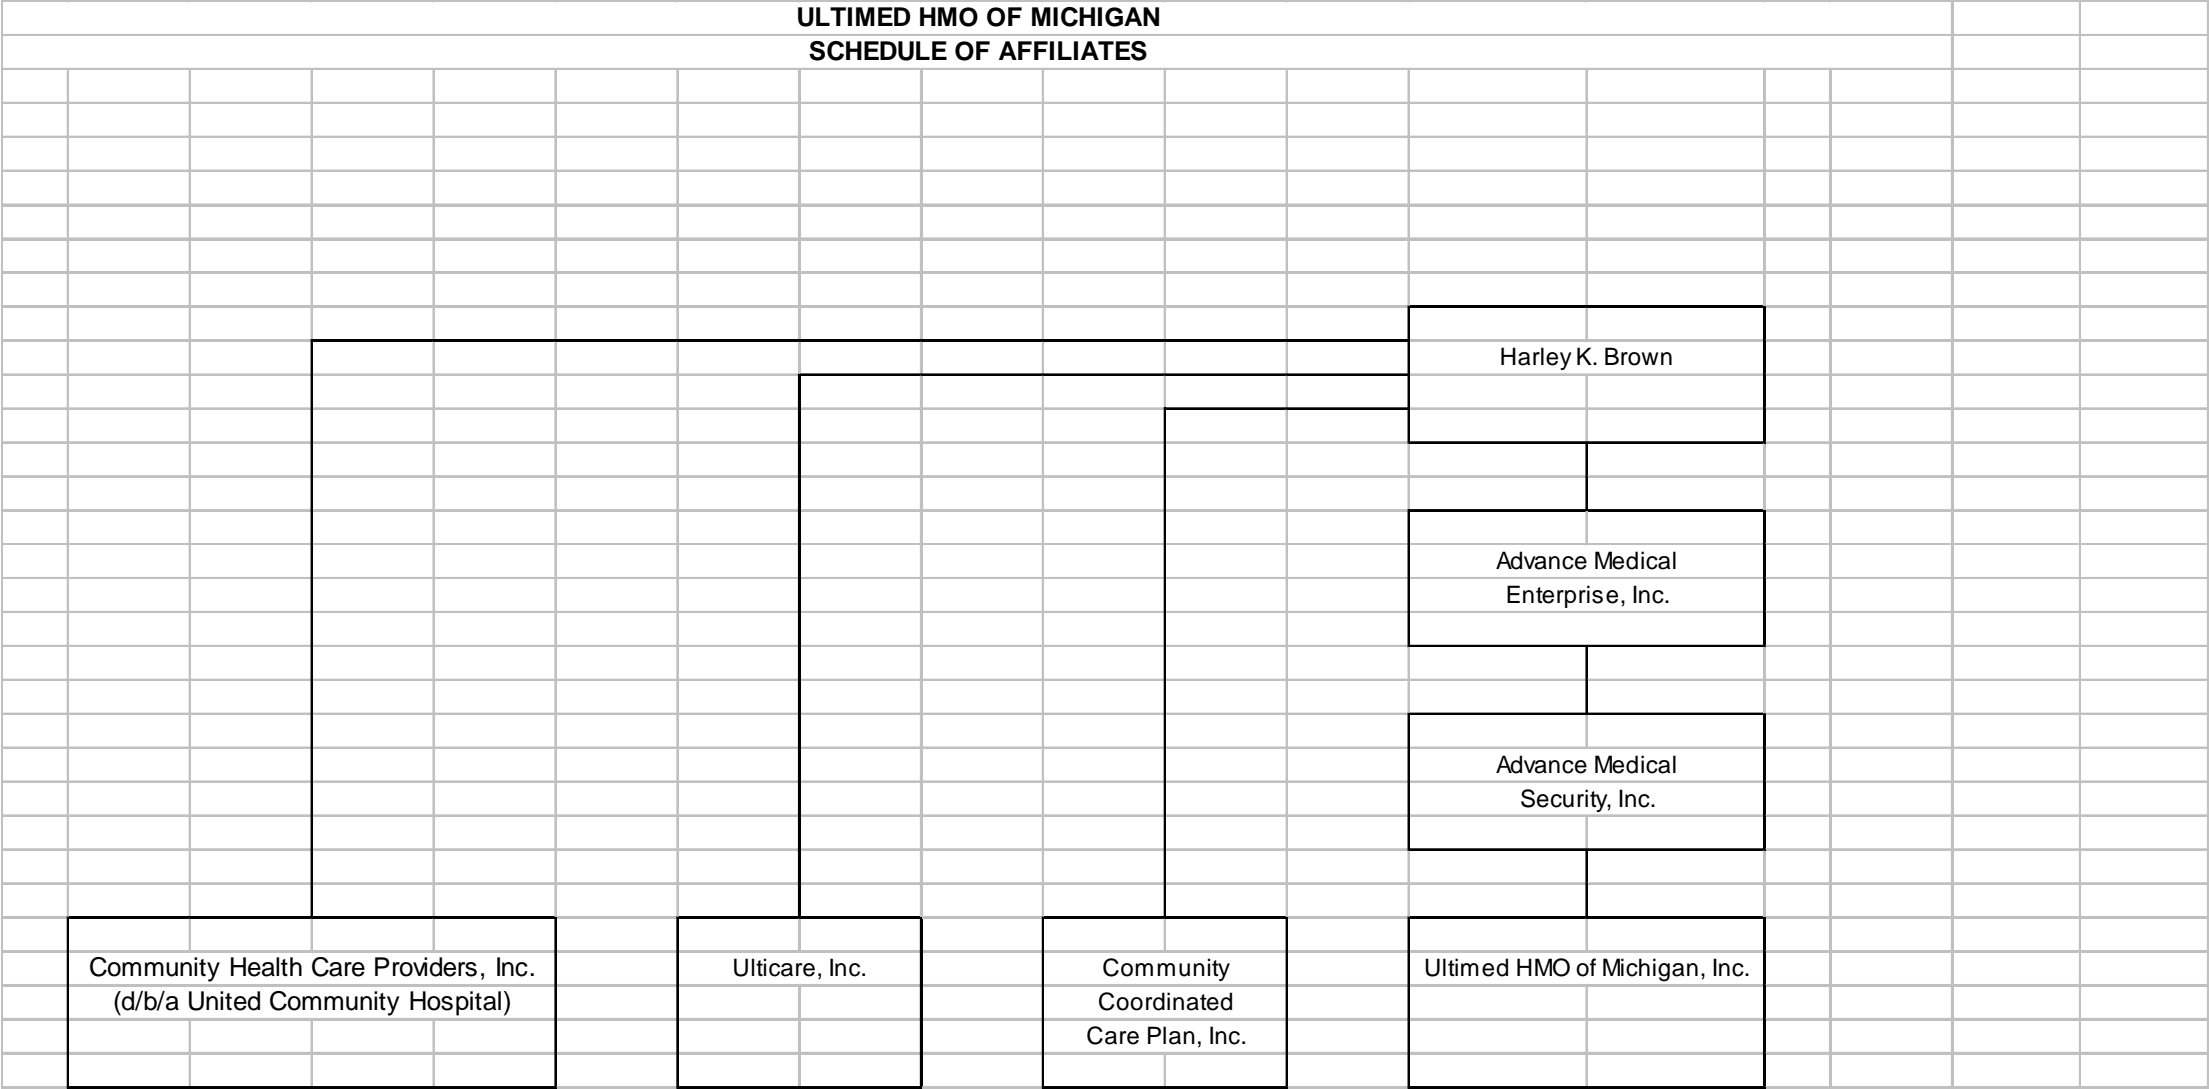 ULTIMED HMO OF MICHIGAN
SCHEDULE OF AFFILIATES
Harley K. Brown
Advance Medical
Enterprise, Inc.
Advance Medical
Security, Inc.
Community Health Care Providers, Inc.
(d/b/a United Community Hospital)
Ulticare, Inc.
Community
Coordinated
Care Plan, Inc.
Ultimed HMO of Michigan, Inc.